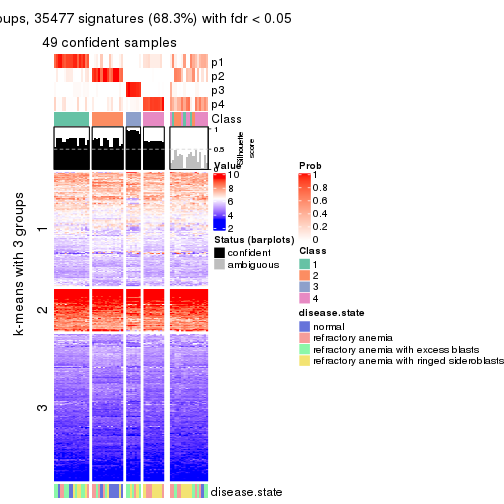 oups, 35477 signatures (68.3%) with fdr < 0.05
49 confident samples
p1
p2
p3
p4
Class
1
0.5
0
Silhouette
score
k-means with 3 groups
1
2
3
disease.state
Value
10
8
6
4
2
Status (barplots)
confident
ambiguous
Prob
1
0.8
0.6
0.4
0.2
0
Class
1
2
3
4
disease.state
normal
refractory anemia
refractory anemia with excess blasts
refractory anemia with ringed sideroblasts